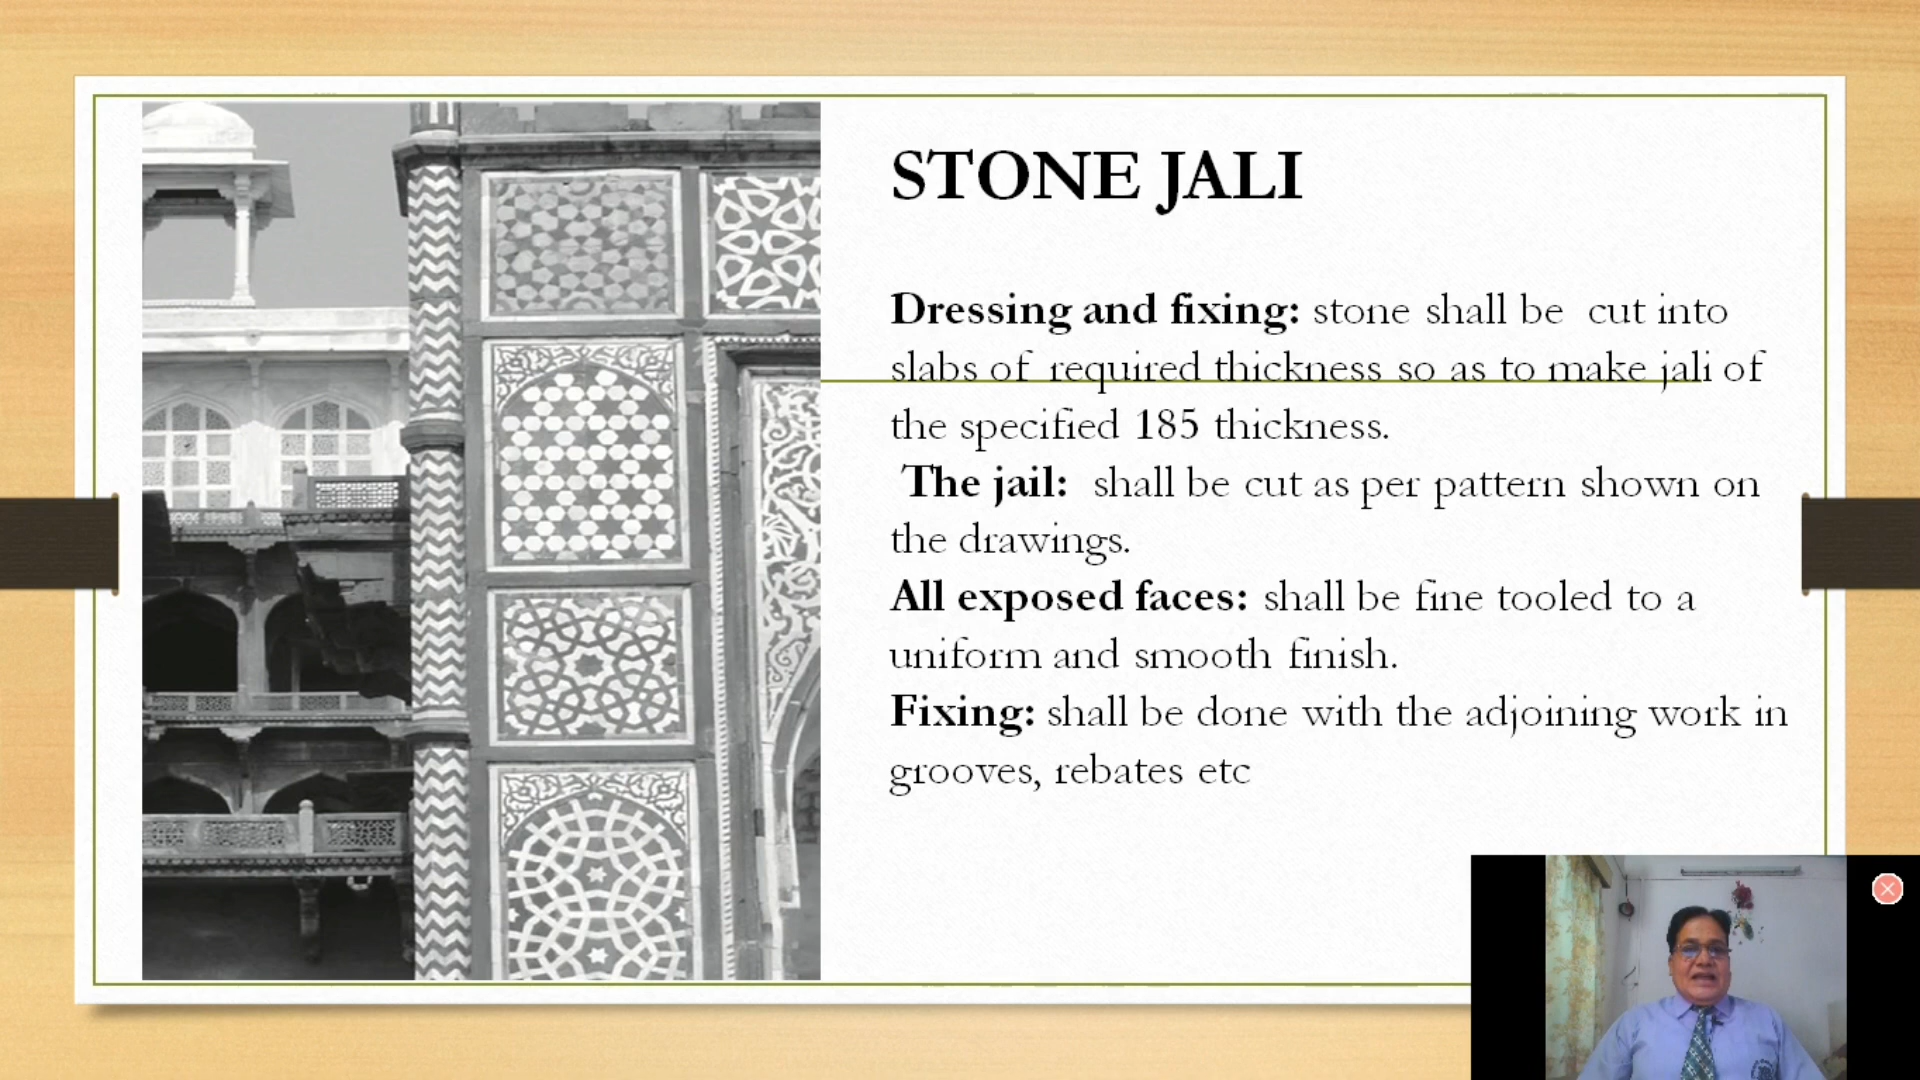 STONE JALI
Dressing and fixing: stone shall be cut into
slabs of required thickness so as to make jali of
the specified 185 thickness.
The jail: shall be cut as per pattern shown on
the drawings.
All exposed faces: shall be fine tooled to a
uniform and smooth finish.
Fixing: shall be done with the adjoining work in
grooves, rebates etc